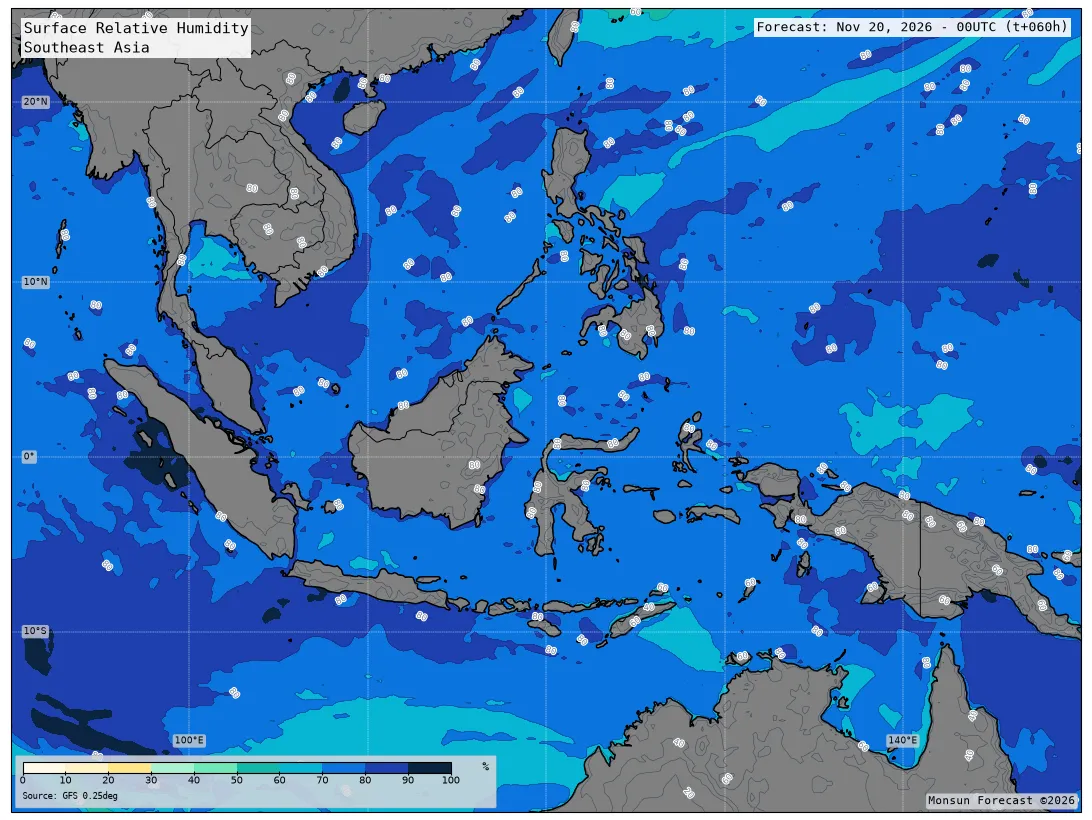 Surface Relative Humidity
Southeast Asia
Forecast: Nov 20, 2026 - 00UTC (t+060h)
20°N
10°N
0°
10°S
100°E
140°E
0 10 20 30 40 50 60 70 80 90 100
%
Source: GFS 0.25deg
Monsun Forecast ©2026